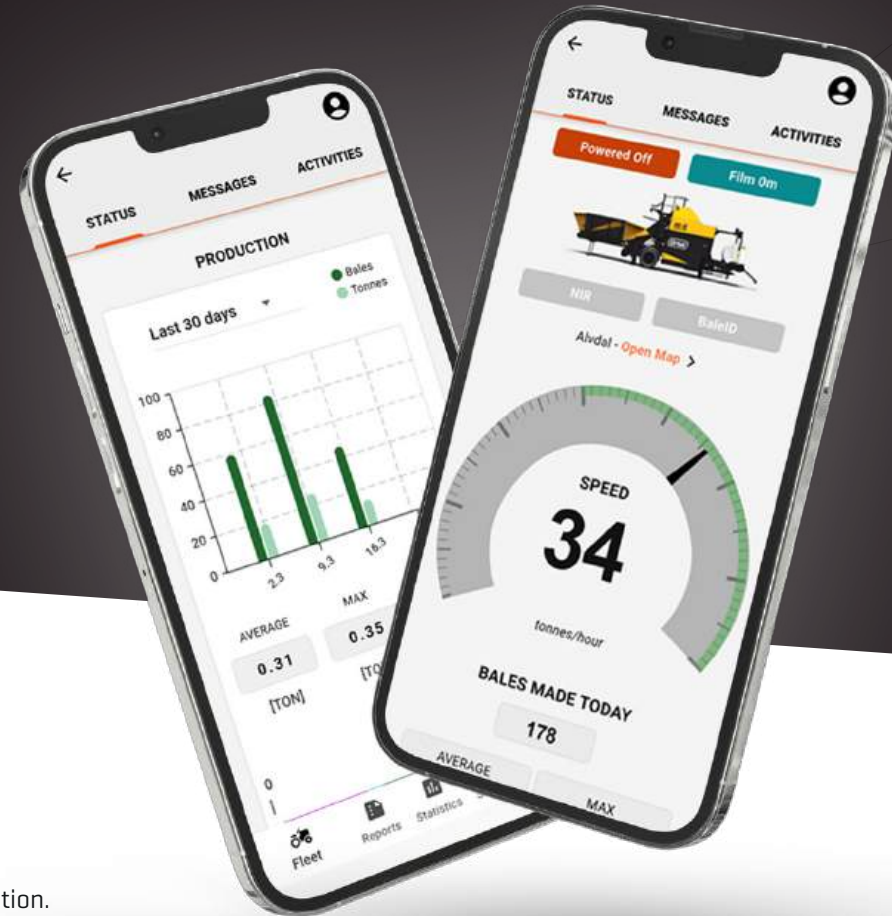 STATUS
MESSAGES
ACTIVITIES
PRODUCTION
Last 30 days
Bales
Tonnes
100
80
60
40
20
0
2.3
9.3
16.3
AVERAGE
MAX
0.31
0.35
[TON]
0
Fleet
Reports
Statistics
STATUS
MESSAGES
ACTIVITIES
Powered Off
Film 0m
NIR
BaleID
Alvdal - Open Map >
SPEED
34
tonnes/hour
BALES MADE TODAY
178
AVERAGE
MAX
tion.